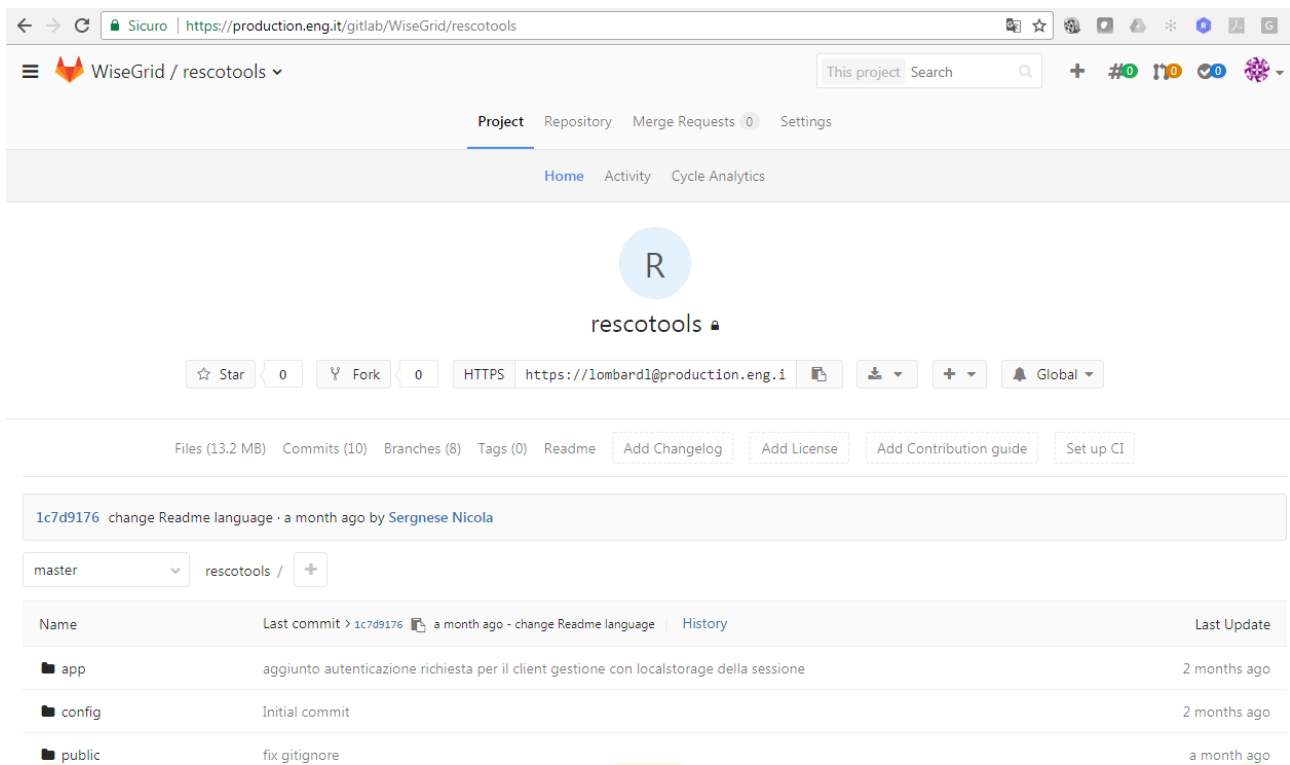 Sicuro | https://production.eng.it/gitlab/WiseGrid/rescotools
WiseGrid / rescotools
This project Search
#0 0 0
Project Repository Merge Requests 0 Settings
Home Activity Cycle Analytics
R
rescotools
Star 0 Fork 0 HTTPS https://lombardl@production.eng.i Global
Files (13.2 MB) Commits (10) Branches (8) Tags (0) Readme Add Changelog Add License Add Contribution guide Set up CI
1c7d9176 change Readme language · a month ago by Sergnese Nicola
master rescotools / +
Name Last commit > 1c7d9176 a month ago - change Readme language History Last Update
app aggiunto autenticazione richiesta per il client gestione con localstorage della sessione 2 months ago
config Initial commit 2 months ago
public fix gitignore a month ago